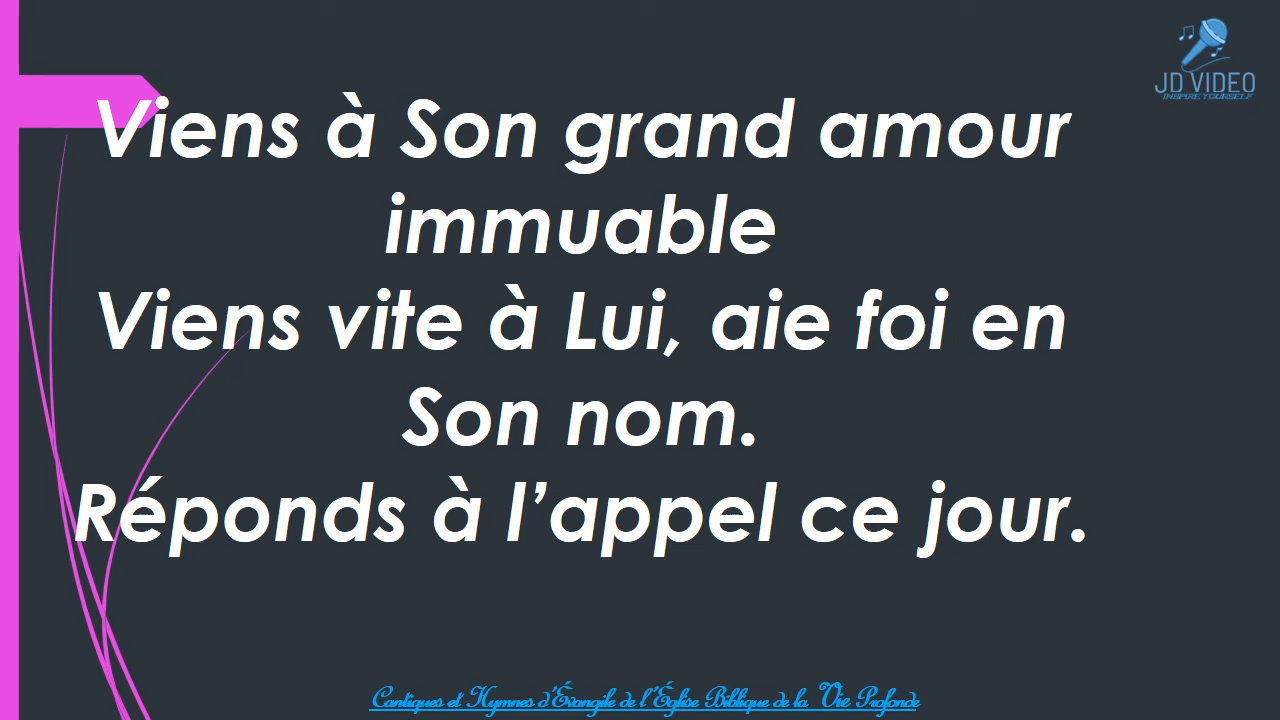 JD VIDEO
INSPIRE YOURSELF
Viens à Son grand amour
immuable
Viens vite à Lui, aie foi en
Son nom.
Réponds à l’appel ce jour.
Cantiques et Hymnes d’Évangile de l’Église Biblique de la Vie Profonde